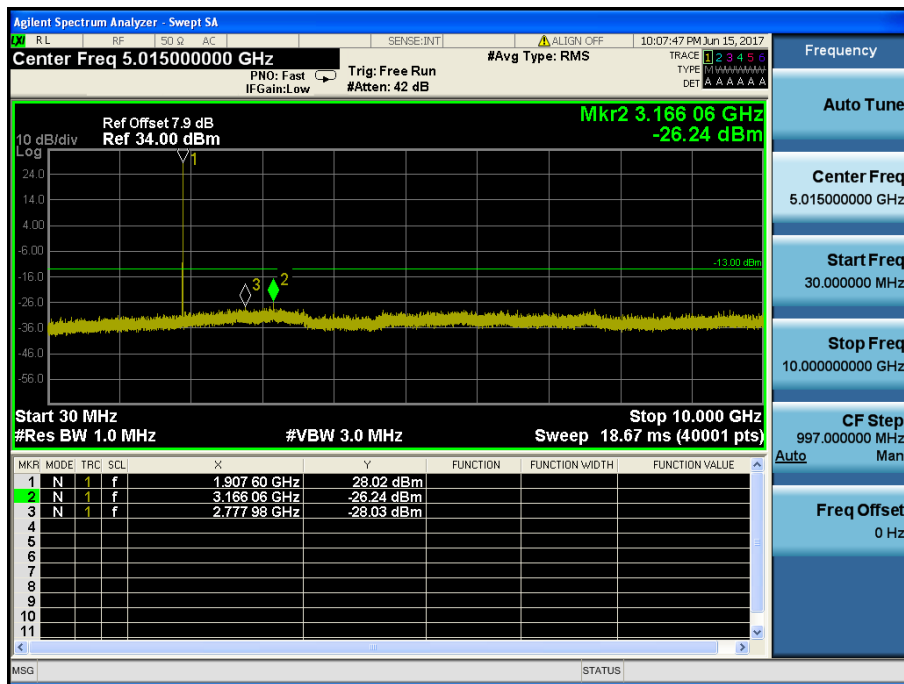 Agilent Spectrum Analyzer - Swept SA
LXI RL RF 50 Ω AC SENSE:INT ALIGN OFF 10:07:47 PM Jun 15, 2017
Center Freq 5.015000000 GHz #Avg Type: RMS TRACE 1 2 3 4 5 6
PNO: Fast Trig: Free Run TYPE M WWWWW
IFGain:Low #Atten: 42 dB DET A A A A A A
Mkr2 3.166 06 GHz
-26.24 dBm
Ref Offset 7.9 dB
10 dB/div Ref 34.00 dBm
Log
1
24.0
14.0
4.00
-6.00
-13.00 dBm
-16.0
3 2
-26.0
-36.0
-46.0
-56.0
Start 30 MHz Stop 10.000 GHz
#Res BW 1.0 MHz #VBW 3.0 MHz Sweep 18.67 ms (40001 pts)
MKR MODE TRC SCL X Y FUNCTION FUNCTION WIDTH FUNCTION VALUE
1 N 1 f 1.907 60 GHz 28.02 dBm
2 N 1 f 3.166 06 GHz -26.24 dBm
3 N 1 f 2.777 98 GHz -28.03 dBm
4
5
6
7
8
9
10
11
MSG STATUS
Frequency
Auto Tune
Center Freq
5.015000000 GHz
Start Freq
30.000000 MHz
Stop Freq
10.000000000 GHz
CF Step
997.000000 MHz
Auto Man
Freq Offset
0 Hz